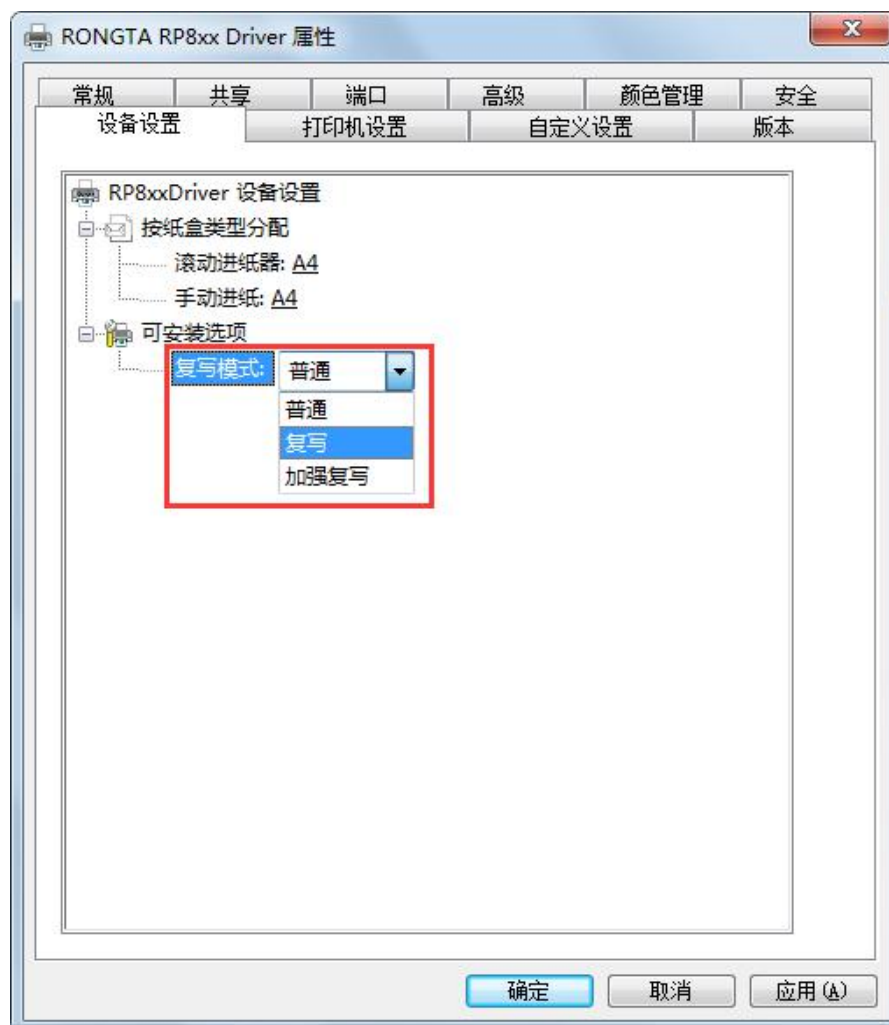 RONGTA RP8xx Driver 属性
常规 共享 端口 高级 颜色管理 安全
设备设置 打印机设置 自定义设置 版本
RP8xxDriver 设备设置
按纸盒类型分配
滚动进纸器: A4
手动进纸: A4
可安装选项
复写模式: 普通
普通
复写
加强复写
确定 取消 应用(A)